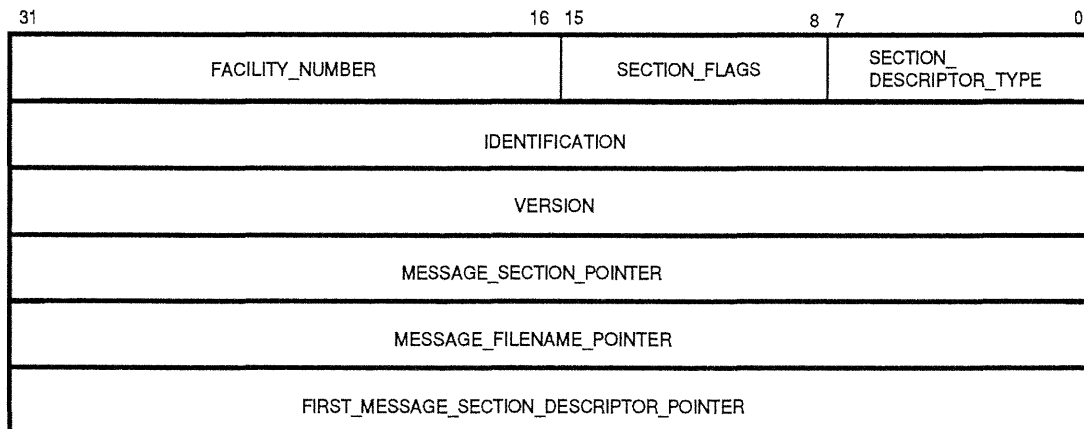 31 16 15 8 7 0
FACILITY_NUMBER SECTION_FLAGS SECTION_
DESCRIPTOR_TYPE
IDENTIFICATION
VERSION
MESSAGE_SECTION_POINTER
MESSAGE_FILENAME_POINTER
FIRST_MESSAGE_SECTION_DESCRIPTOR_POINTER